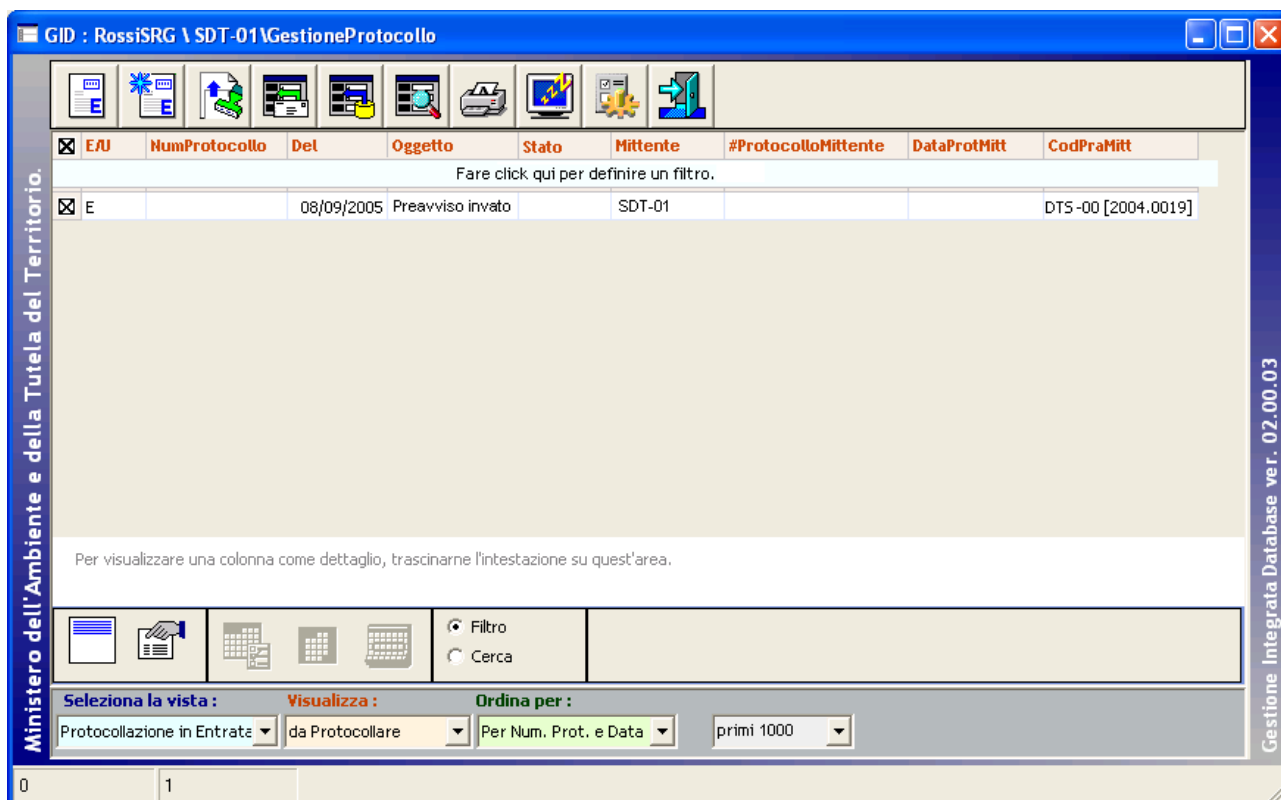 GID : RossiSRG \ SDT-01\GestioneProtocollo
E E
E/U NumProtocollo Del Oggetto Stato Mittente #ProtocolloMittente DataProtMitt CodPraMitt
Fare click qui per definire un filtro.
E 08/09/2005 Preavviso invato SDT-01 DTS-00 [2004.0019]
Ministero dell'Ambiente e della Tutela del Territorio.
Gestione Integrata Database ver. 02.00.03
Per visualizzare una colonna come dettaglio, trascinarne l'intestazione su quest'area.
Filtro
Cerca
Seleziona la vista : Visualizza : Ordina per :
Protocollazione in Entrata da Protocollare Per Num. Prot. e Data primi 1000
0 1